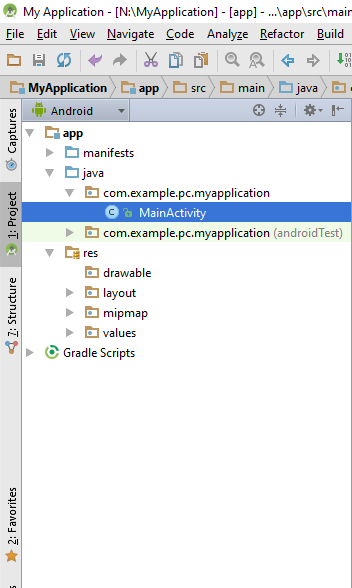 My Application - [N:\MyApplication] - [app] - ...\app\src\main
File Edit View Navigate Code Analyze Refactor Build
MyApplication app src main java
Android
app
manifests
java
com.example.pc.myapplication
MainActivity
com.example.pc.myapplication (androidTest)
res
drawable
layout
mipmap
values
Gradle Scripts
Captures
1: Project
7: Structure
2: Favorites